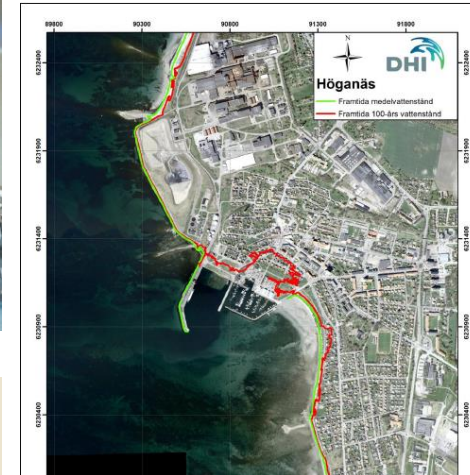 89800 90300 90800 91300 91800
6232400 6232400
N
DHI
Höganäs
Framtida medelvattenstånd
Framtida 100-års vattenstånd
6231900 6231900
6231400 6231400
6230900 6230900
6230400 6230400